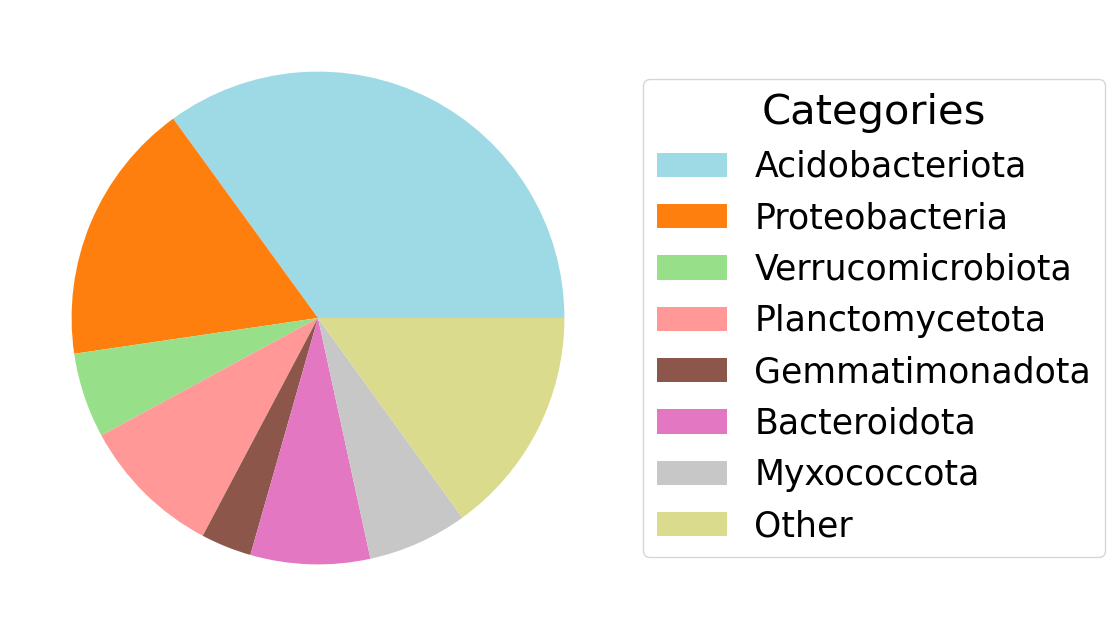 Categories
Acidobacteriota
Proteobacteria
Verrucomicrobiota
Planctomycetota
Gemmatimonadota
Bacteroidota
Myxococcota
Other